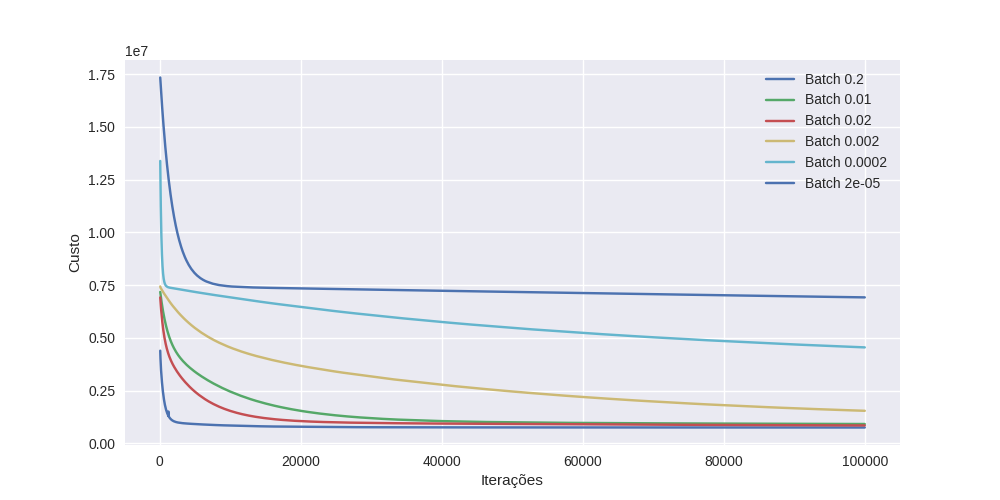 1e7
1.75
1.50
1.25
1.00
0.75
0.50
0.25
0.00
Custo
0 20000 40000 60000 80000 100000
Iterações
Batch 0.2
Batch 0.01
Batch 0.02
Batch 0.002
Batch 0.0002
Batch 2e-05